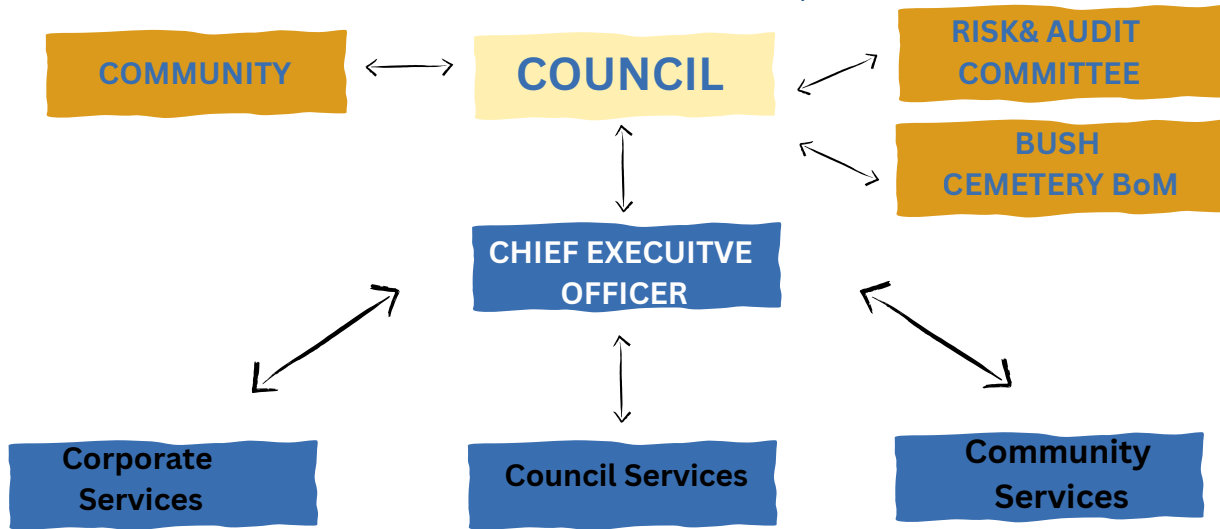 COMMUNITY
COUNCIL
RISK& AUDIT
COMMITTEE
BUSH
CEMETERY BoM
CHIEF EXECUITVE
OFFICER
Corporate
Services
Council Services
Community
Services